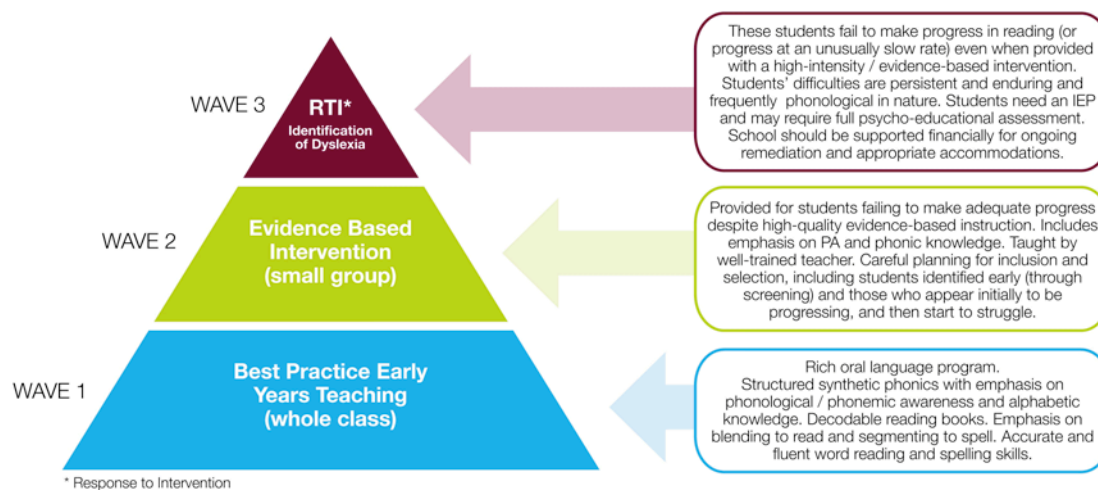 WAVE 3
RTI*
Identification
of Dyslexia
These students fail to make progress in reading (or
progress at an unusually slow rate) even when provided
with a high-intensity / evidence-based intervention.
Students' difficulties are persistent and enduring and
frequently phonological in nature. Students need an IEP
and may require full psycho-educational assessment.
School should be supported financially for ongoing
remediation and appropriate accommodations.
WAVE 2
Evidence Based
Intervention
(small group)
Provided for students failing to make adequate progress
despite high-quality evidence-based instruction. Includes
emphasis on PA and phonic knowledge. Taught by
well-trained teacher. Careful planning for inclusion and
selection, including students identified early (through
screening) and those who appear initially to be
progressing, and then start to struggle.
WAVE 1
Best Practice Early
Years Teaching
(whole class)
Rich oral language program.
Structured synthetic phonics with emphasis on
phonological / phonemic awareness and alphabetic
knowledge. Decodable reading books. Emphasis on
blending to read and segmenting to spell. Accurate and
fluent word reading and spelling skills.
* Response to Intervention